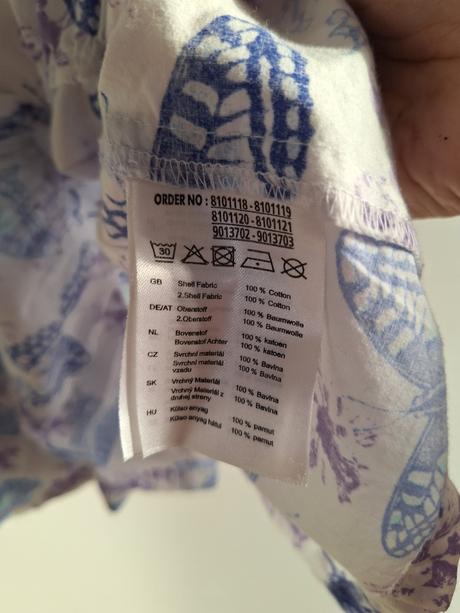 ORDER NO : 8101118 - 8101119
8101120 - 8101121
9013702 - 9013703
30
GB Shell Fabric 100 % Cotton
2.Shell Fabric 100 % Cotton
DE/AT Oberstoff 100 % Baumwolle
2.Oberstoff 100 % Baumwolle
NL Bovenstof 100 % katoen
Bovenstof Achter 100 % katoen
CZ Svrchní materiál 100 % Bavlna
Svrchní materiál 100 % Bavlna
vzadu
SK Vrchný Materiál 100 % Bavlna
Vrchný Materiál z 100 % Bavlna
druhej streny
HU Külso anyag 100 % pamut
Külso anyag hátul 100 % pamut